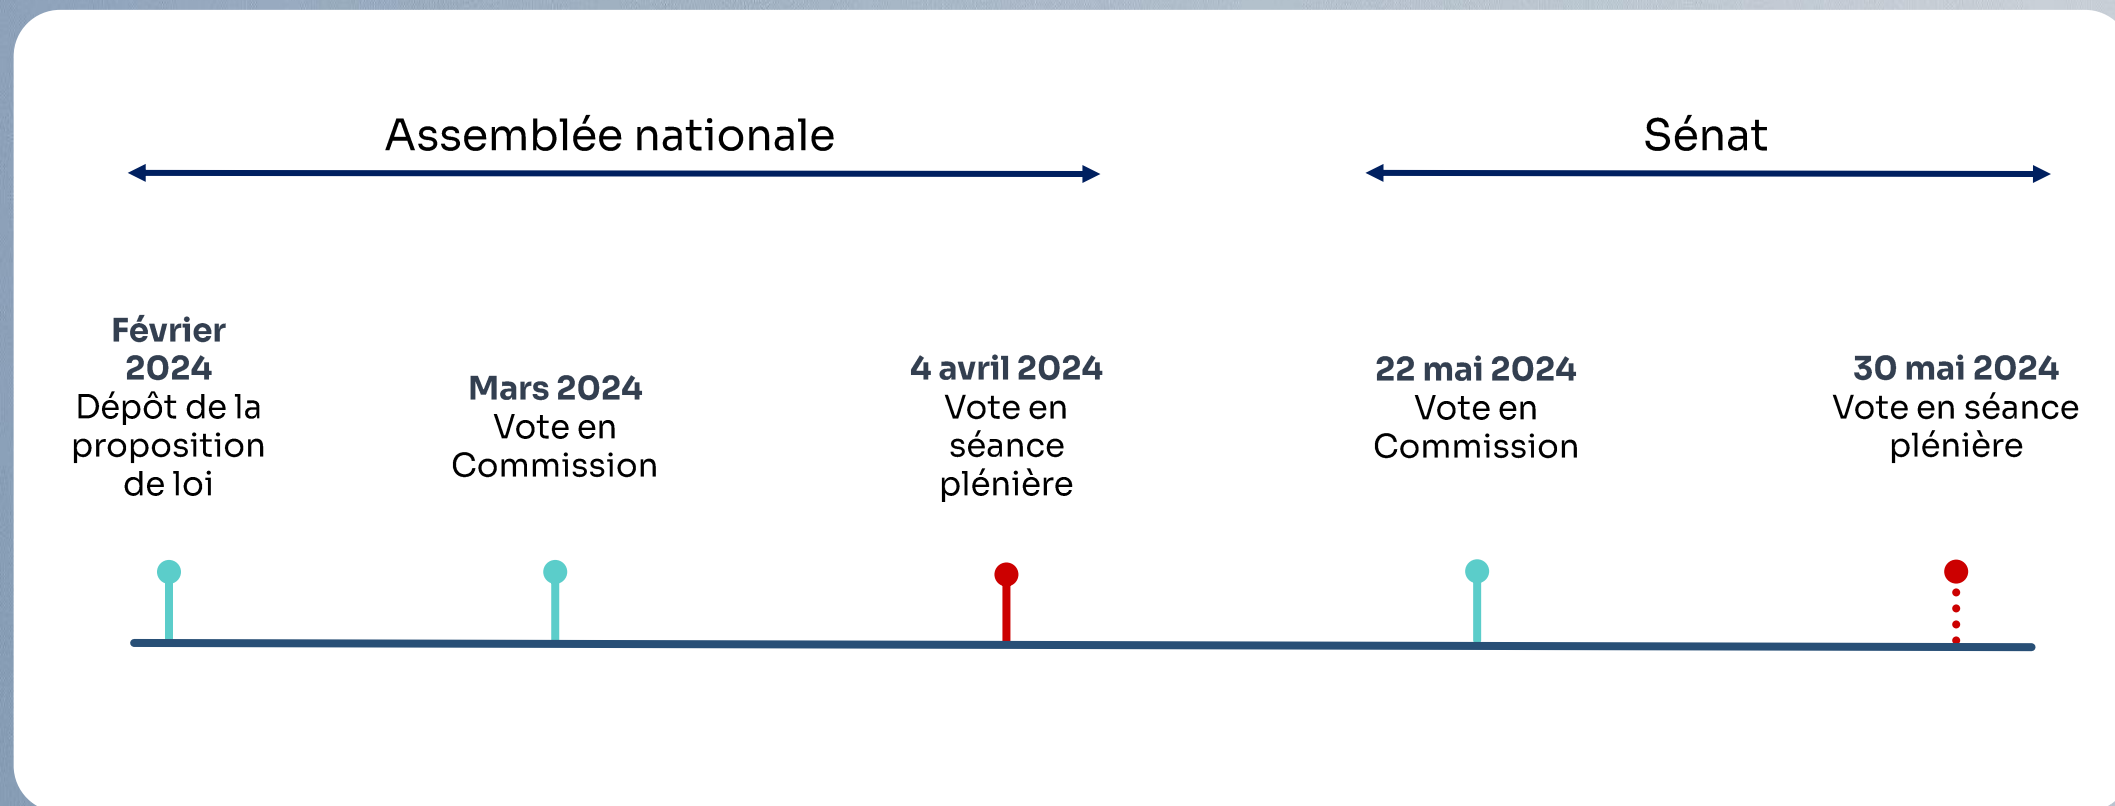 Assemblée nationale
Sénat
Février
2024
Dépôt de la
proposition
de loi
Mars 2024
Vote en
Commission
4 avril 2024
Vote en
séance
plénière
22 mai 2024
Vote en
Commission
30 mai 2024
Vote en séance
plénière